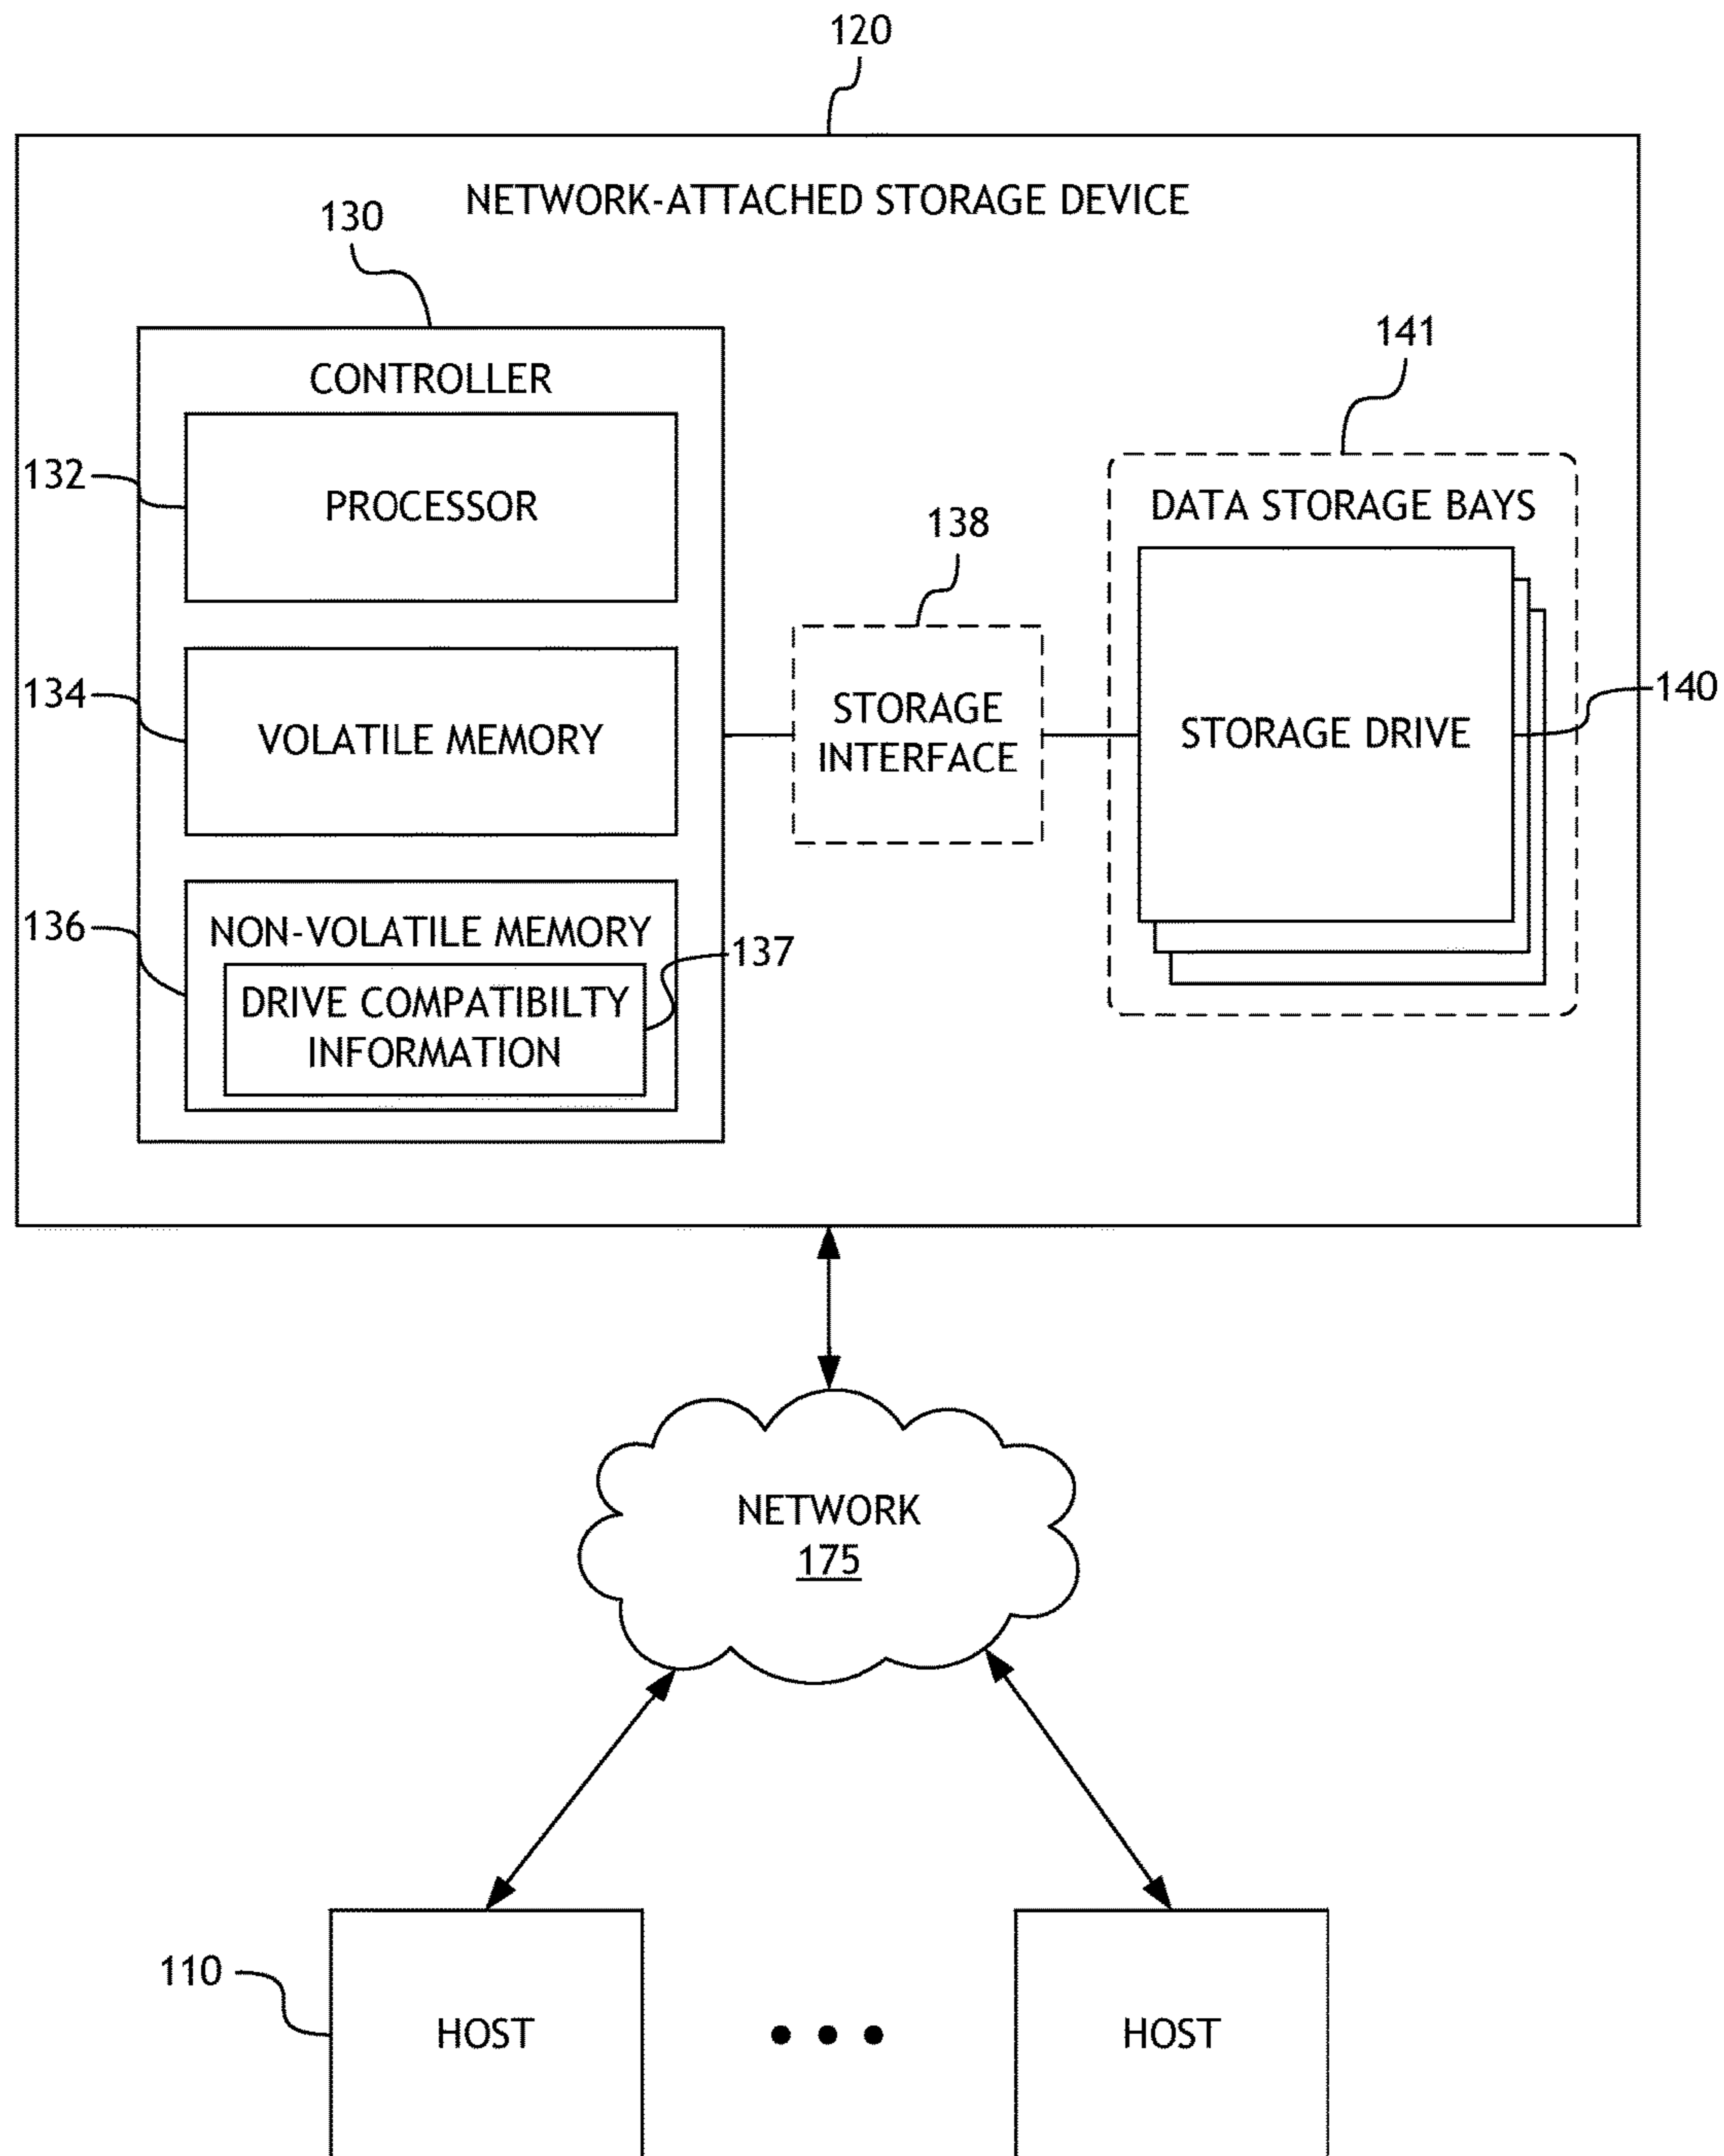 120
NETWORK-ATTACHED STORAGE DEVICE
130
CONTROLLER
141
132
PROCESSOR
DATA STORAGE BAYS
138
134
VOLATILE MEMORY
STORAGE
INTERFACE
STORAGE DRIVE
140
136
NON-VOLATILE MEMORY
137
DRIVE COMPATIBILTY
INFORMATION
NETWORK
175
110
HOST
HOST